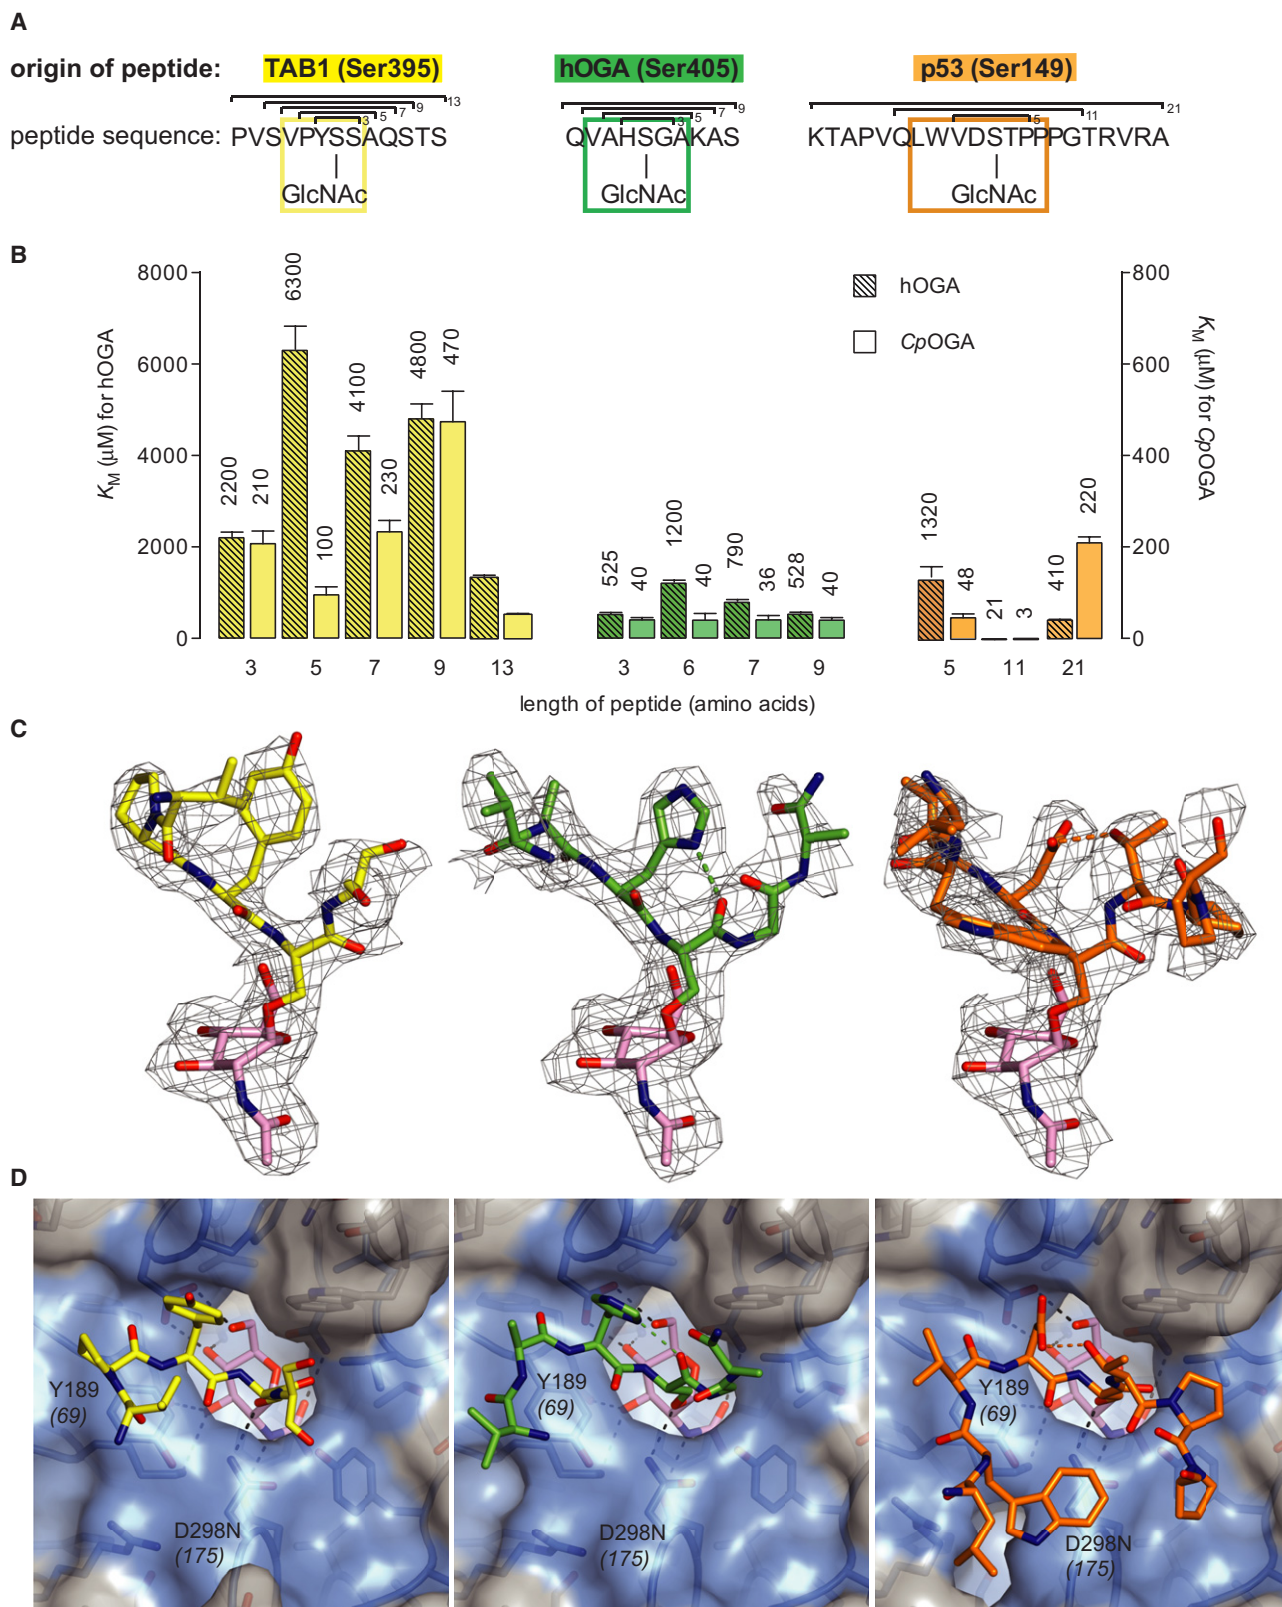 A
origin of peptide: TAB1 (Ser395) hOGA (Ser405) p53 (Ser149)
3 5 7 9 13 3 5 7 9 5 11 21
peptide sequence: PVSVPYSSAQSTS QVAHSGAKAS KTAPVQLWVDSTPPPGTRVRA
GlcNAc GlcNAc GlcNAc
B
KM (µM) for hOGA
8000
6000
4000
2000
0
2200 210 6300 100 4100 230 4800 470
525 40 1200 40 790 36 528 40
1320 48 21 3 410 220
hOGA
CpOGA
800
600
400
200
0
KM (µM) for CpOGA
3 5 7 9 13 3 6 7 9 5 11 21
length of peptide (amino acids)
C
D
Y189
(69)
D298N
(175)
Y189
(69)
D298N
(175)
Y189
(69)
D298N
(175)